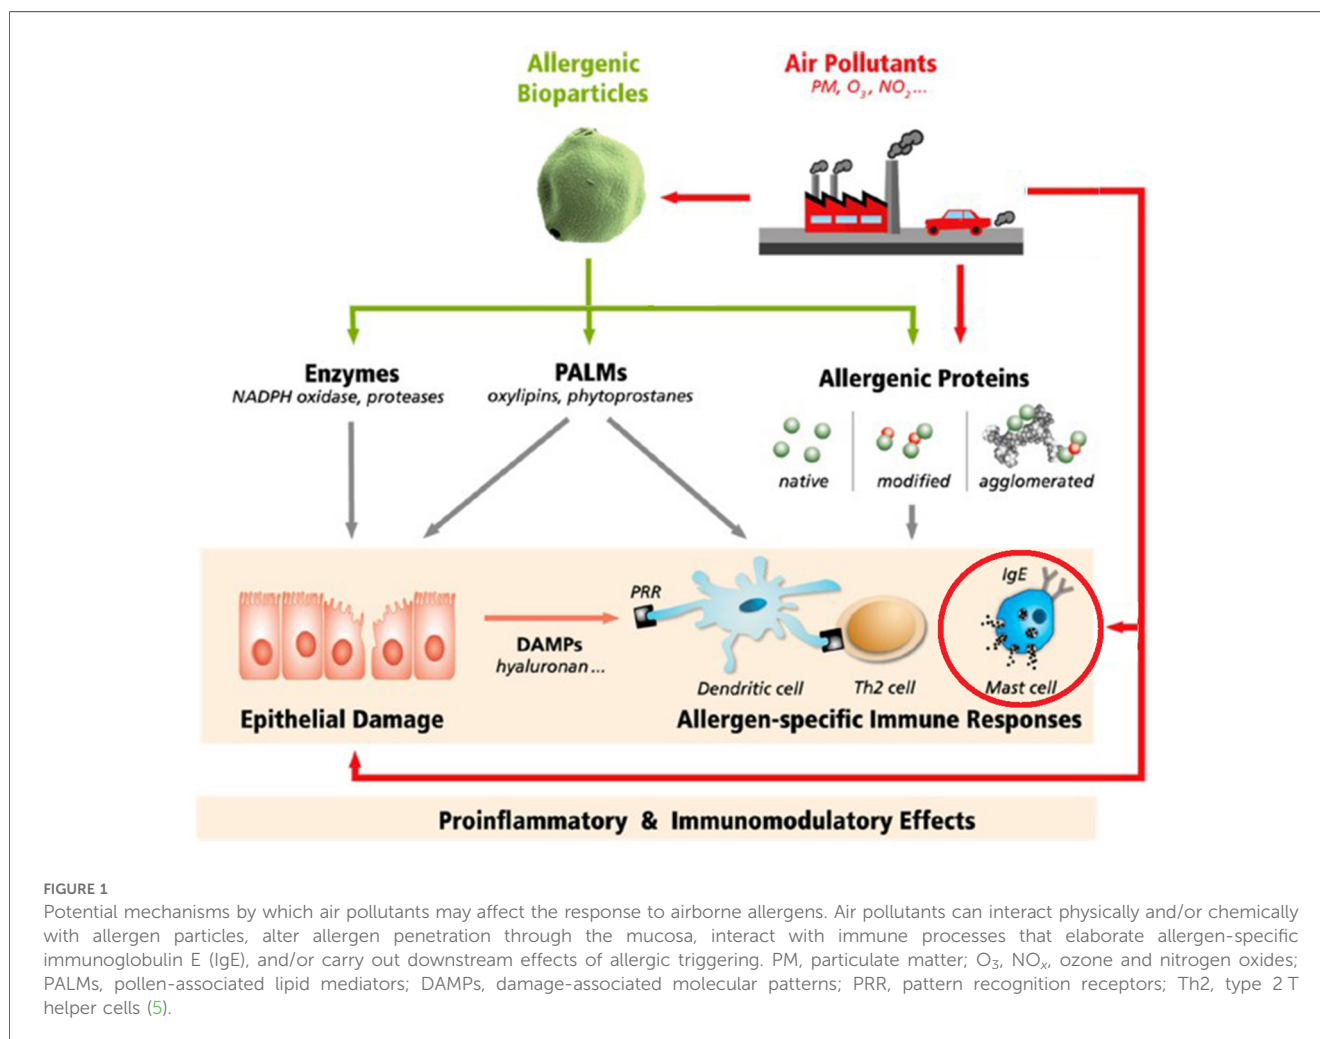 Allergenic
Bioparticles
Air Pollutants
PM, O₃, NO₂...
Enzymes
NADPH oxidase, proteases
PALMs
oxylipins, phytoprostanes
Allergenic Proteins
native
modified
agglomerated
PRR
IgE
DAMPs
hyaluronan ...
Dendritic cell
Th2 cell
Mast cell
Epithelial Damage
Allergen-specific Immune Responses
Proinflammatory & Immunomodulatory Effects
FIGURE 1
Potential mechanisms by which air pollutants may affect the response to airborne allergens. Air pollutants can interact physically and/or chemically
with allergen particles, alter allergen penetration through the mucosa, interact with immune processes that elaborate allergen-specific
immunoglobulin E (IgE), and/or carry out downstream effects of allergic triggering. PM, particulate matter; O₃, NOₓ, ozone and nitrogen oxides;
PALMs, pollen-associated lipid mediators; DAMPs, damage-associated molecular patterns; PRR, pattern recognition receptors; Th2, type 2 T
helper cells (5).